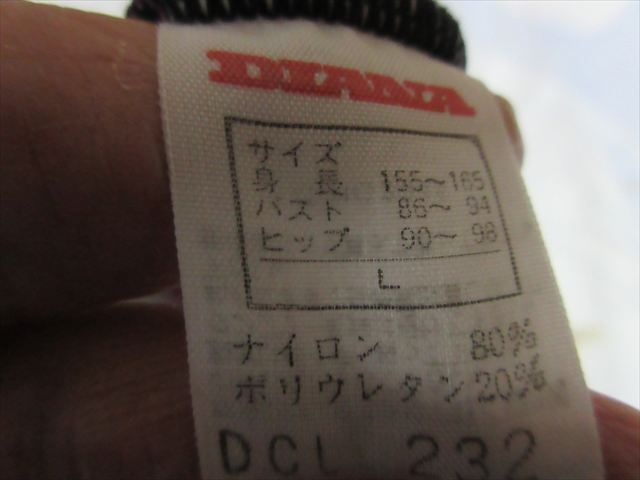 DIANA
サイズ
身長 155～165
バスト 86～94
ヒップ 90～98
L
ナイロン 80%
ポリウレタン 20%
DCL 232